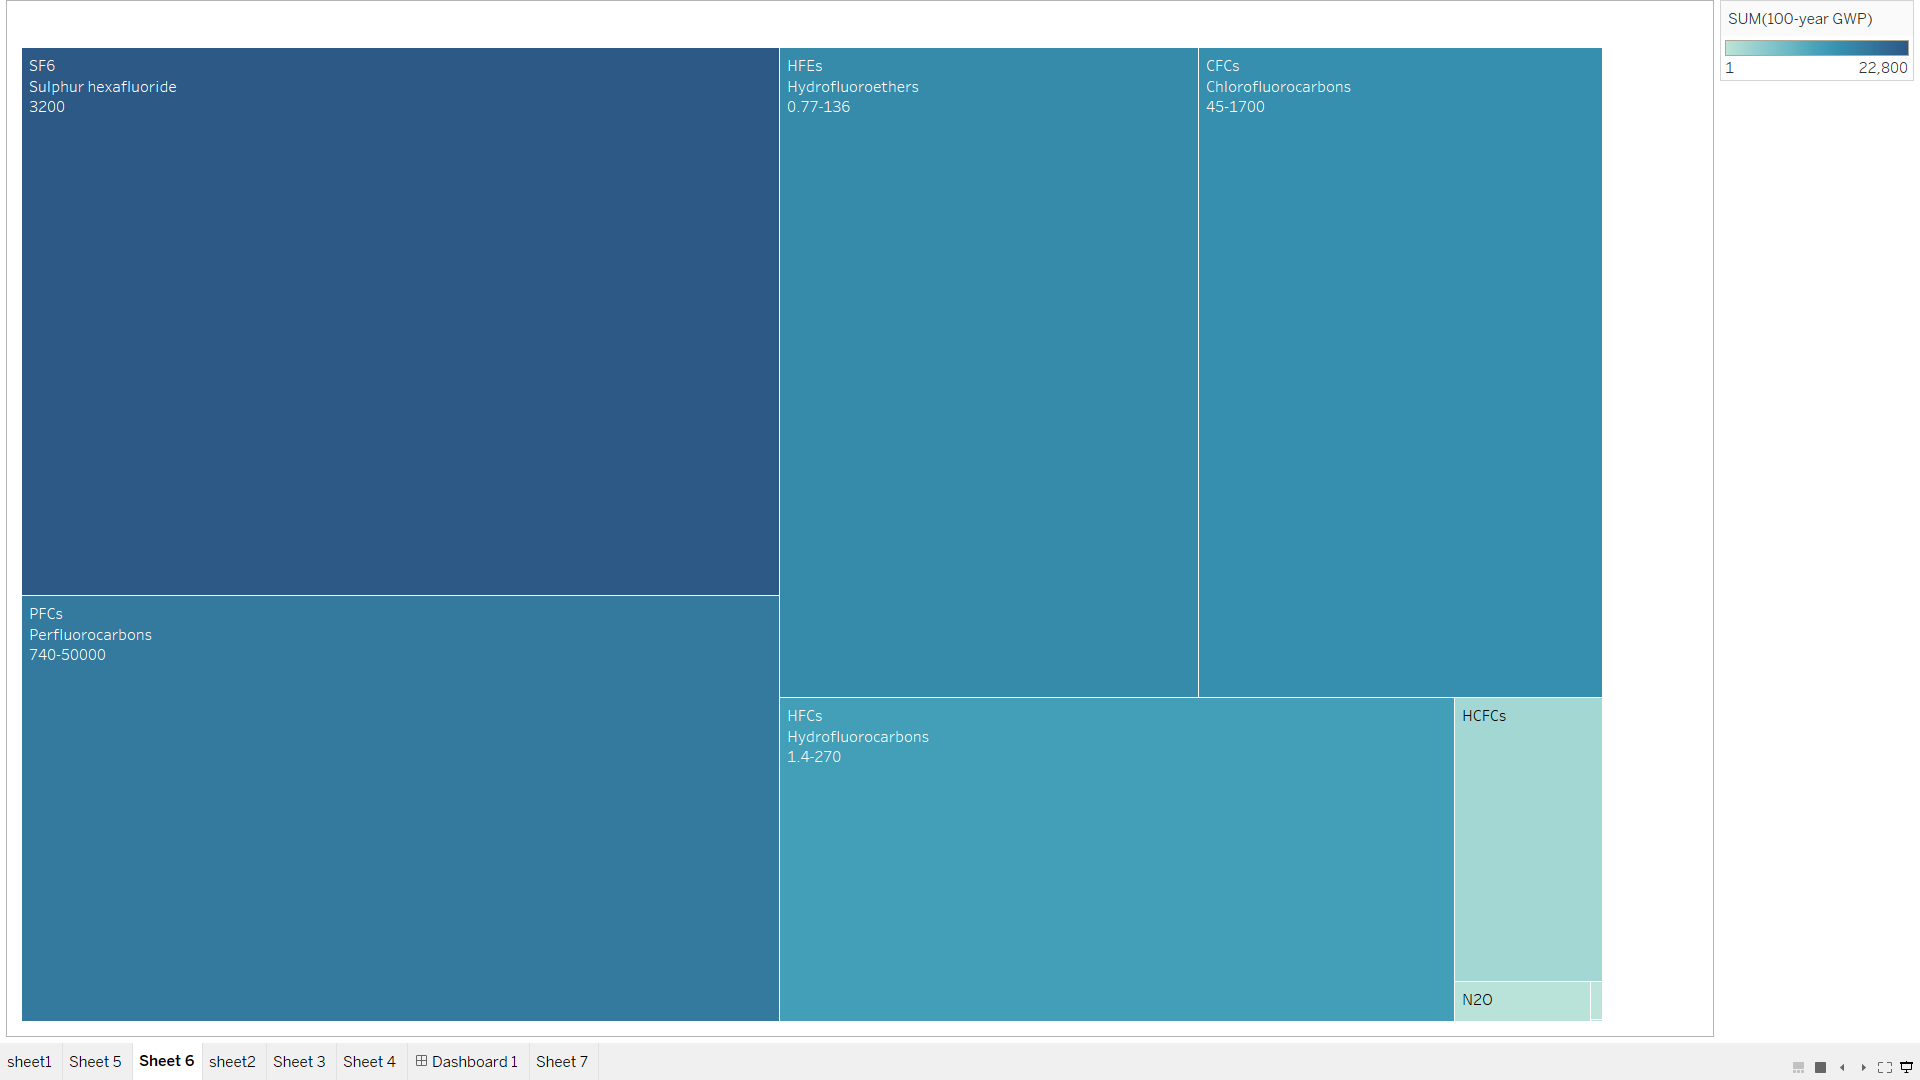 SF6
Sulphur hexafluoride
3200
HFEs
Hydrofluoroethers
0.77-136
CFCs
Chlorofluorocarbons
45-1700
PFCs
Perfluorocarbons
740-50000
HFCs
Hydrofluorocarbons
1.4-270
HCFCs
N2O
SUM(100-year GWP)
1 22,800
sheet1 Sheet 5 Sheet 6 sheet2 Sheet 3 Sheet 4 Dashboard 1 Sheet 7